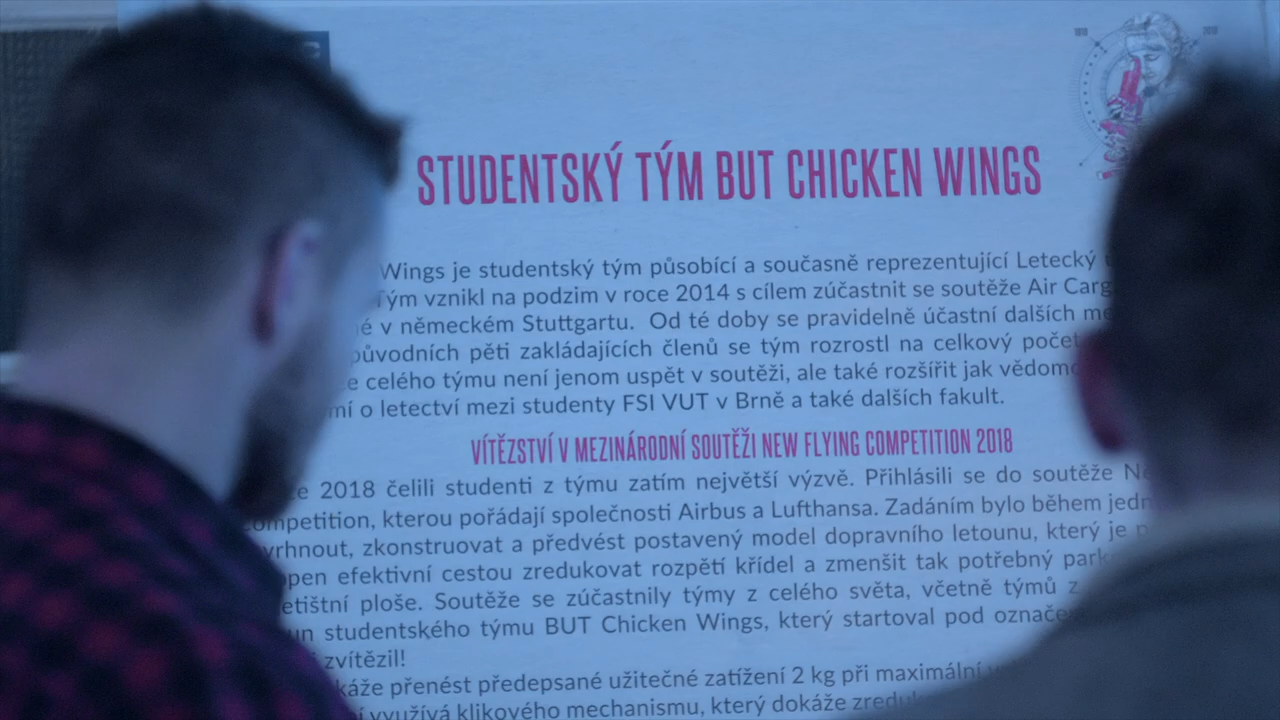 STUDENTSKÝ TÝM BUT CHICKEN WINGS
Wings je studentský tým působící a současně reprezentující Letecký
Tým vznikl na podzim v roce 2014 s cílem zúčastnit se soutěže Air
v německém Stuttgartu. Od té doby se pravidelně účastní dalších
původních pěti zakládajících členů se tým rozrostl na celkový počet
celého týmu není jenom uspět v soutěži, ale také rozšířit jak
o letectví mezi studenty FSI VUT v Brně a také dalších fakult.
VÍTĚZSTVÍ V MEZINÁRODNÍ SOUTĚŽI NEW FLYING COMPETITION 2018
2018 čelili studenti z týmu zatím největší výzvě. Přihlásili se do soutěže
Competition, kterou pořádají společnosti Airbus a Lufthansa. Zadáním bylo během
zkonstruovat a předvést postavený model dopravního letounu, který je
efektivní cestou zredukovat rozpětí křídel a zmenšit tak potřebný
ploše. Soutěže se zúčastnily týmy z celého světa, včetně týmů z
studentského týmu BUT Chicken Wings, který startoval pod
zvítězil!
přenést předepsané užitečné zatížení 2 kg při maximální
využívá klikového mechanismu, který dokáže